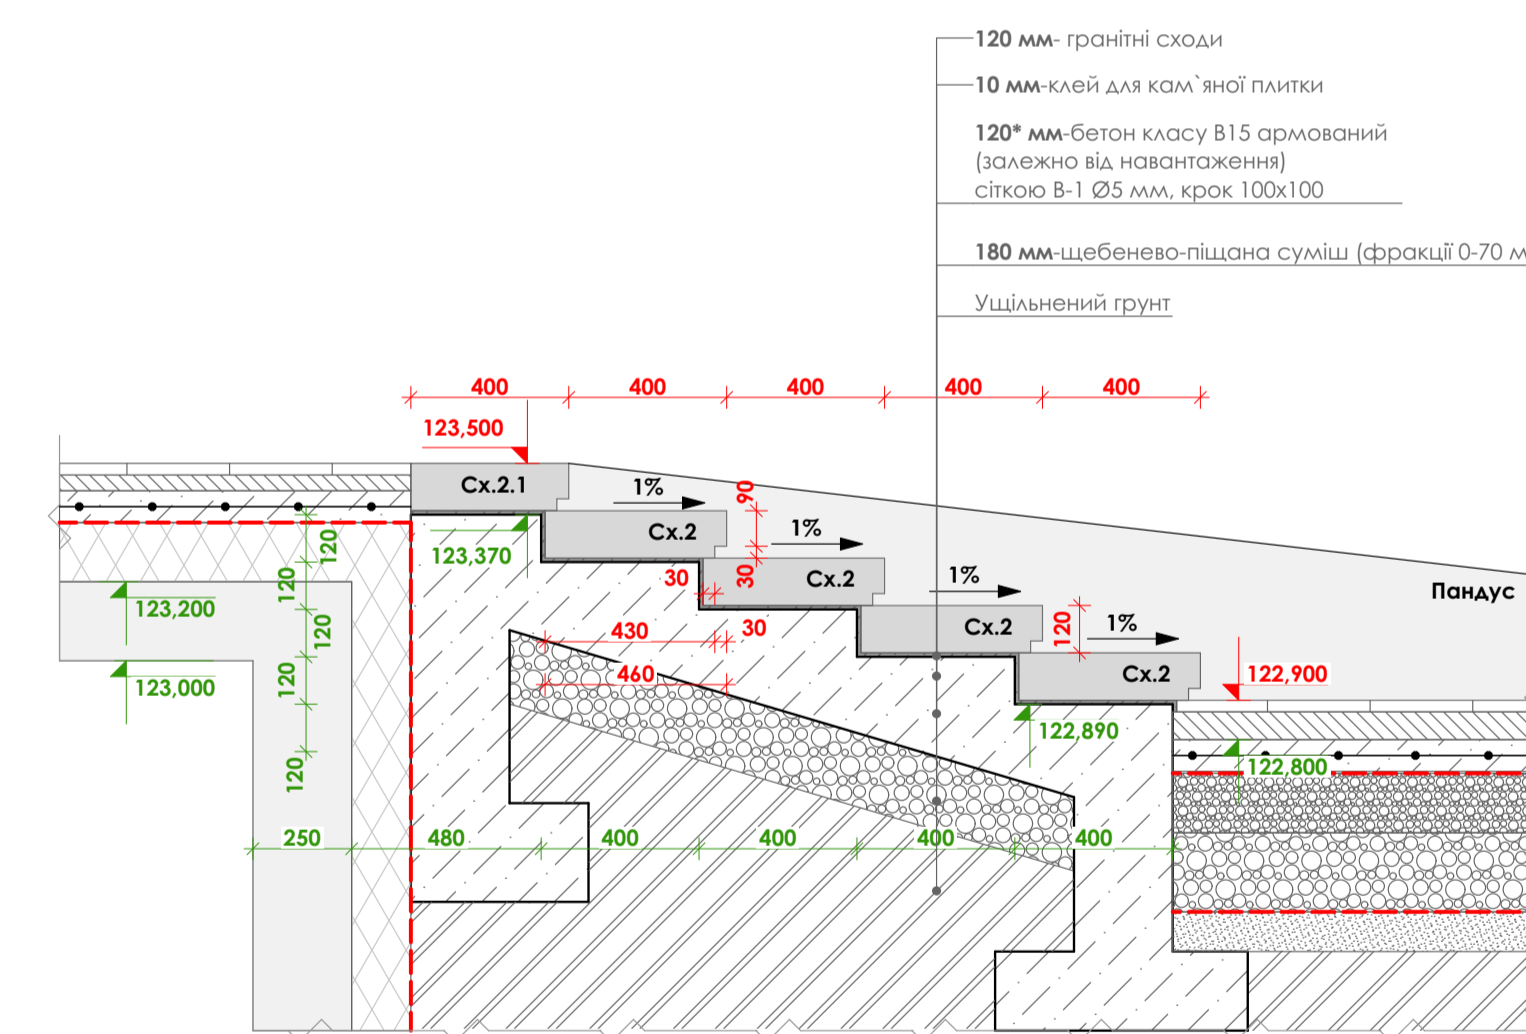 120 мм- гранітні сходи
10 мм-клей для кам`яної плитки
120* мм-бетон класу В15 армований
(залежно від навантаження)
сіткою В-1 Ø5 мм, крок 100х100
180 мм-щебенево-піщана суміш (фракції 0-70 м
Ущільнений грунт
400 400 400 400 400
123,500
Сх.2.1
1%
90
Сх.2
1%
123,370
120
30
30
Сх.2
1%
Пандус
120
123,200
120
430
30
Сх.2
120
1%
460
Сх.2
122,900
123,000
120
122,890
122,800
120
250 480 400 400 400 400